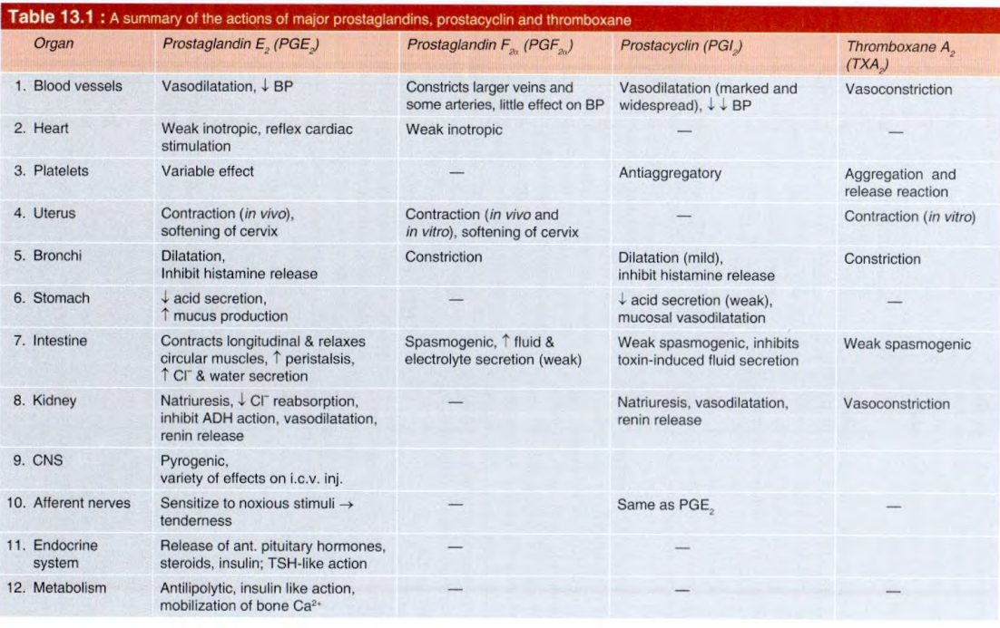 Table 13.1 : A summary of the actions of major prostaglandins, prostacyclin and thromboxane
Organ Prostaglandin E₂ (PGE₂) Prostaglandin F₂α (PGF₂α) Prostacyclin (PGI₂) Thromboxane A₂
(TXA₂)
1. Blood vessels Vasodilatation, ↓ BP Constricts larger veins and Vasodilatation (marked and Vasoconstriction
some arteries, little effect on BP widespread), ↓↓ BP
2. Heart Weak inotropic, reflex cardiac Weak inotropic — —
stimulation
3. Platelets Variable effect — Antiaggregatory Aggregation and
release reaction
4. Uterus Contraction (in vivo), Contraction (in vivo and — Contraction (in vitro)
softening of cervix in vitro), softening of cervix
5. Bronchi Dilatation, Constriction Dilatation (mild), Constriction
Inhibit histamine release inhibit histamine release
6. Stomach ↓ acid secretion, — ↓ acid secretion (weak), —
↑ mucus production mucosal vasodilatation
7. Intestine Contracts longitudinal & relaxes Spasmogenic, ↑ fluid & Weak spasmogenic, inhibits Weak spasmogenic
circular muscles, ↑ peristalsis, electrolyte secretion (weak) toxin-induced fluid secretion
↑ Cl⁻ & water secretion
8. Kidney Natriuresis, ↓ Cl⁻ reabsorption, — Natriuresis, vasodilatation, Vasoconstriction
inhibit ADH action, vasodilatation, renin release
renin release
9. CNS Pyrogenic,
variety of effects on i.c.v. inj.
10. Afferent nerves Sensitize to noxious stimuli → — Same as PGE₂ —
tenderness
11. Endocrine Release of ant. pituitary hormones, — —
system steroids, insulin; TSH-like action
12. Metabolism Antilipolytic, insulin like action, — — —
mobilization of bone Ca²⁺